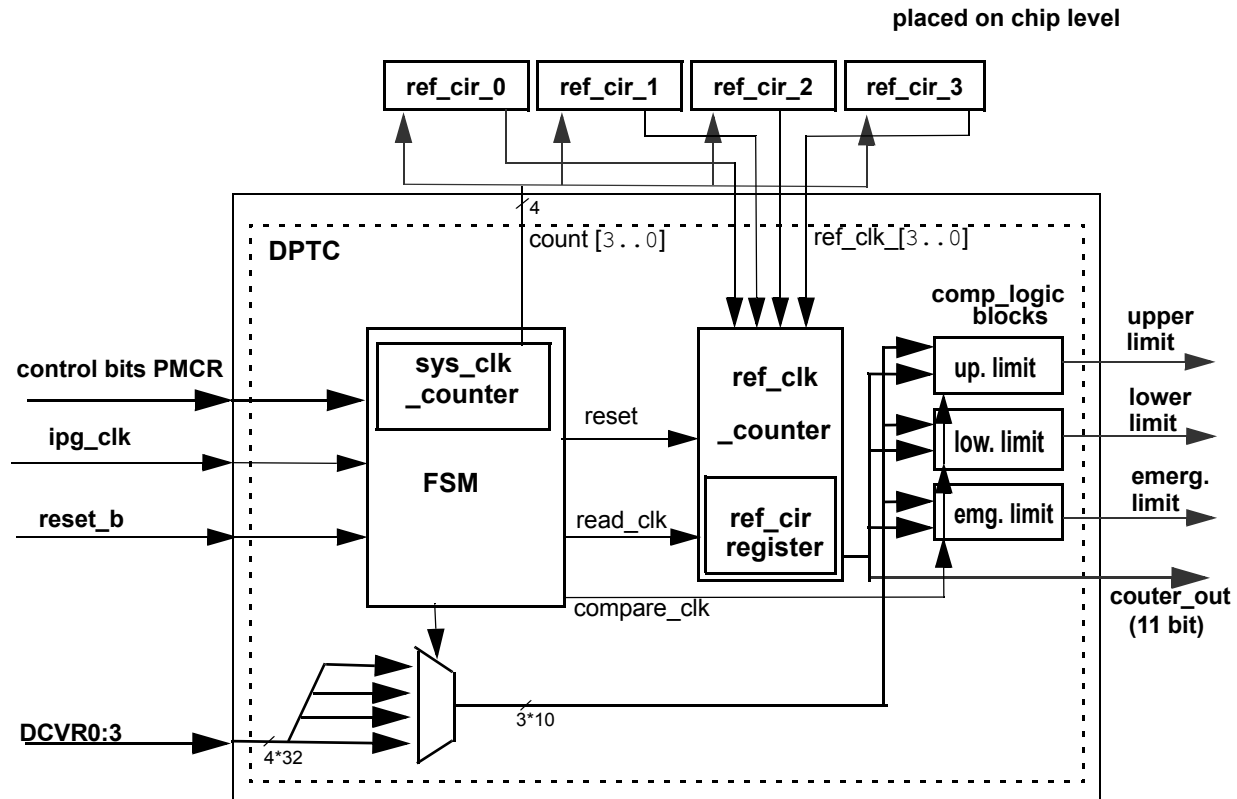 placed on chip level
ref_cir_0
ref_cir_1
ref_cir_2
ref_cir_3
4
count [3..0]
ref_clk_[3..0]
DPTC
comp_logic
blocks
control bits PMCR
ipg_clk
reset_b
sys_clk
_counter
FSM
reset
read_clk
compare_clk
ref_clk
_counter
ref_cir
register
up. limit
low. limit
emg. limit
upper
limit
lower
limit
emerg.
limit
couter_out
(11 bit)
DCVR0:3
4*32
3*10